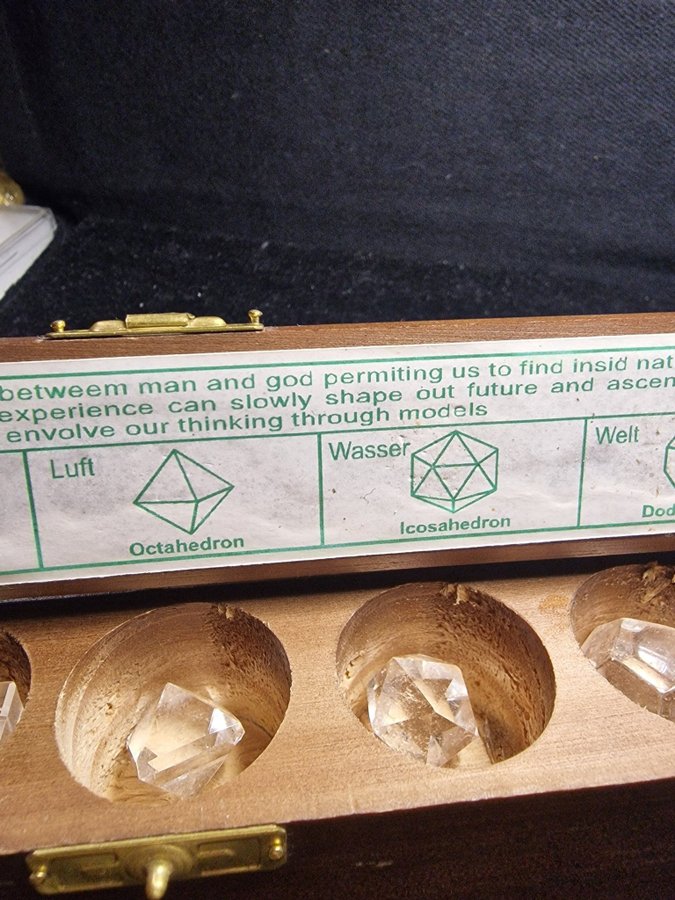 betweem man and god permiting us to find insid nat
experience can slowly shape out future and ascen
envolve our thinking through models
Luft
Octahedron
Wasser
Icosahedron
Welt
Dod